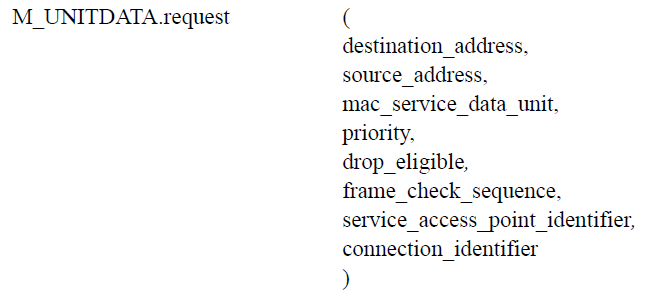 M_UNITDATA.request (
destination_address,
source_address,
mac_service_data_unit,
priority,
drop_eligible,
frame_check_sequence,
service_access_point_identifier,
connection_identifier
)